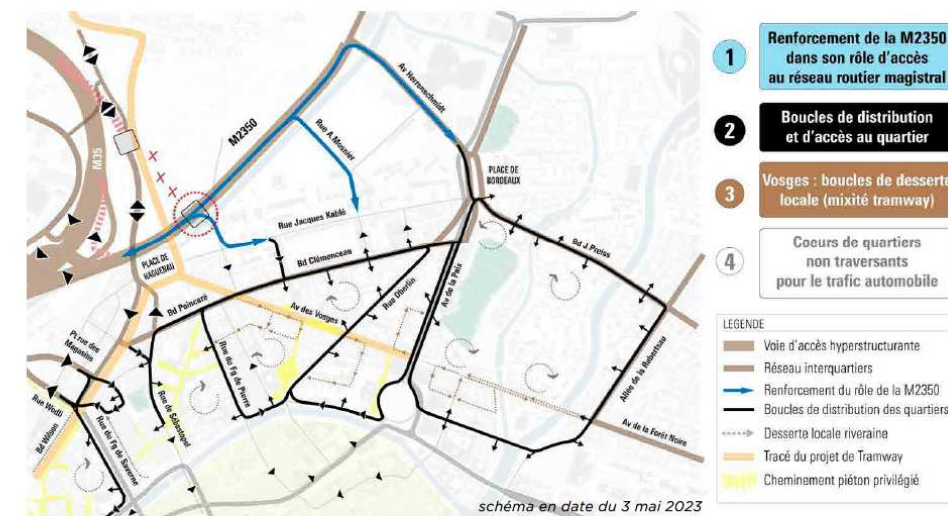 M35
M2350
Av Herrenschmidt
Rue A.Mounier
PLACE DE
BORDEAUX
Rue Jacques Kablé
PLACE DE
HAGUENAU
Bd Clémenceau
Bd Poincaré
Av des Vosges
Rue Oberlin
Av de la Paix
Bd J Preiss
Pt rue des
Magasins
Rue du Fg de Pierre
Rue de Sébastopol
Rue Wodli
Bd Wilson
Rue du Fg de Saverne
Allée de la Robertsau
Av de la Forêt Noire
schéma en date du 3 mai 2023
1
Renforcement de la M2350
dans son rôle d'accès
au réseau routier magistral
2
Boucles de distribution
et d'accès au quartier
3
Vosges : boucles de desserte
locale (mixité tramway)
4
Coeurs de quartiers
non traversants
pour le trafic automobile
LEGENDE
Voie d'accès hyperstructurante
Réseau interquartiers
Renforcement du rôle de la M2350
Boucles de distribution des quartiers
Desserte locale riveraine
Tracé du projet de Tramway
Cheminement piéton privilégié